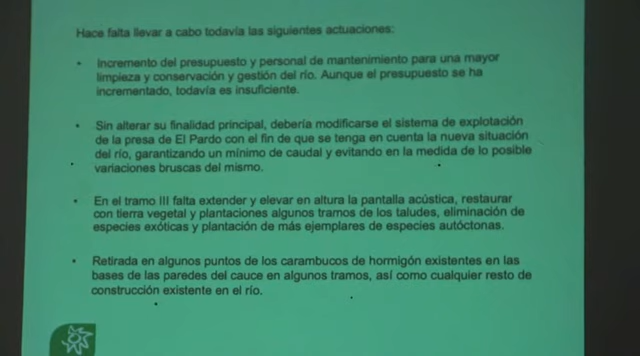 Hace falta llevar a cabo todavía las siguientes actuaciones:
• Incremento del presupuesto y personal de mantenimiento para una mayor
limpieza y conservación y gestión del río. Aunque el presupuesto se ha
incrementado, todavía es insuficiente.
• Sin alterar su finalidad principal, debería modificarse el sistema de explotación
de la presa de El Pardo con el fin de que se tenga en cuenta la nueva situación
del río, garantizando un mínimo de caudal y evitando en la medida de lo posible
variaciones bruscas del mismo.
• En el tramo III falta extender y elevar en altura la pantalla acústica, restaurar
con tierra vegetal y plantaciones algunos tramos de los taludes, eliminación de
especies exóticas y plantación de más ejemplares de especies autóctonas.
• Retirada en algunos puntos de los carambucos de hormigón existentes en las
bases de las paredes del cauce en algunos tramos, así como cualquier resto de
construcción existente en el río.